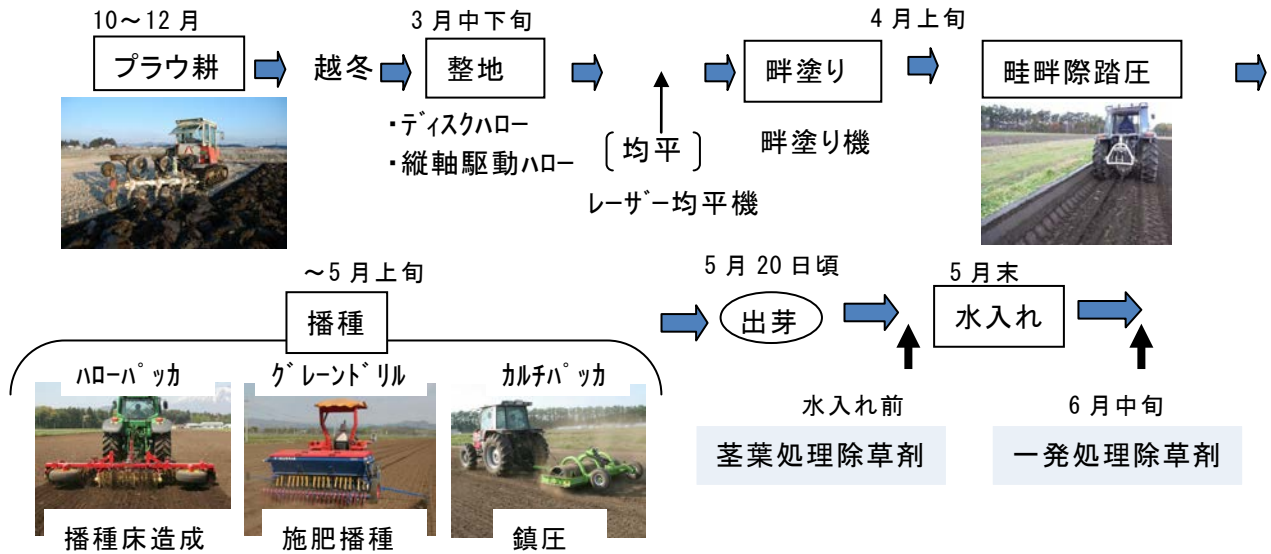 10～12月
プラウ耕
越冬
3月中下旬
整地
・ディスクハロー
・縦軸駆動ハロー
〔均平〕
レーザー均平機
畔塗り
畔塗り機
4月上旬
畦畔際踏圧
～5月上旬
播種
ハローパッカ
播種床造成
グレーンドリル
施肥播種
カルチパッカ
鎮圧
5月20日頃
出芽
水入れ前
茎葉処理除草剤
5月末
水入れ
6月中旬
一発処理除草剤